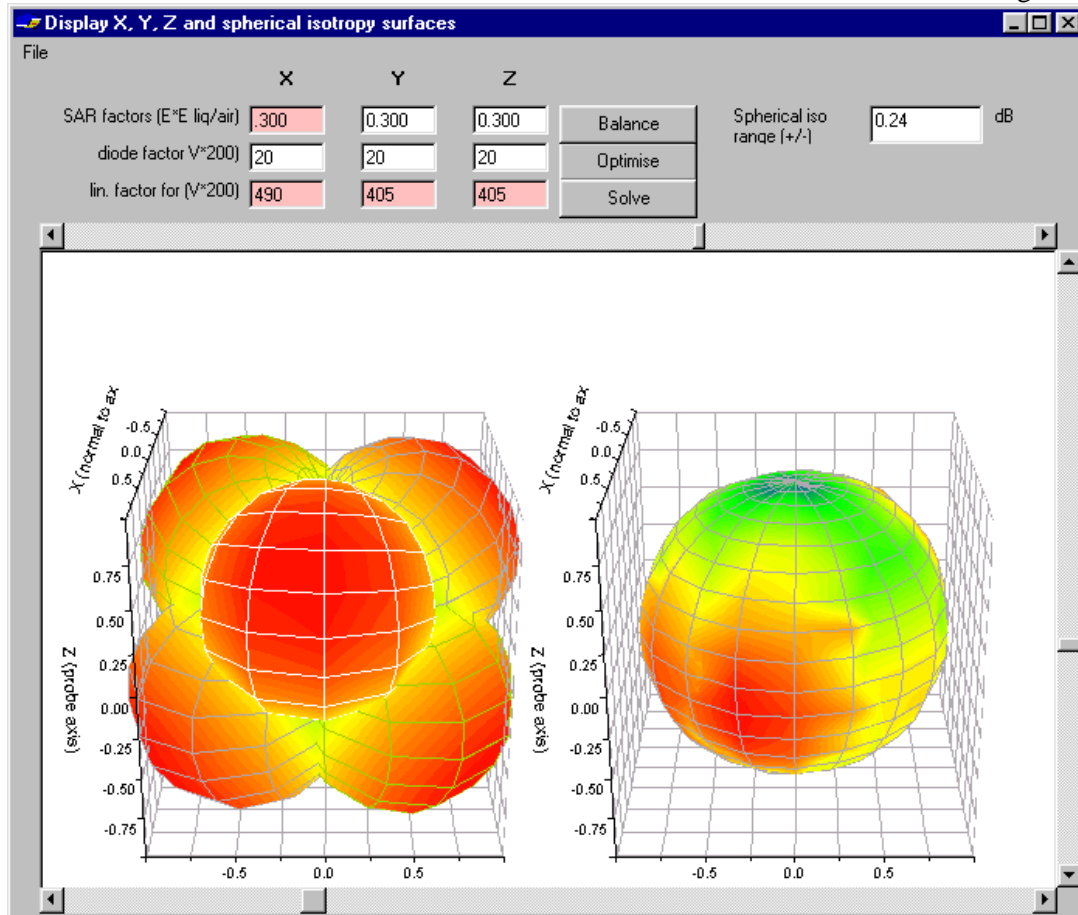 Display X, Y, Z and spherical isotropy surfaces
File
X Y Z
SAR factors (E*E liq/air) .300 0.300 0.300 Balance Spherical iso range (+/-) 0.24 dB
diode factor V*200) 20 20 20 Optimise
lin. factor for (V*200) 490 405 405 Solve
X (normal to ax
-0.5
0.0
0.5
0.75
0.50
0.25
0.00
-0.25
-0.50
-0.75
Z (probe axis)
-0.5 0.0 0.5
X (normal to ax
-0.5
0.0
0.5
0.75
0.50
0.25
0.00
-0.25
-0.50
-0.75
Z (probe axis)
-0.5 0.0 0.5